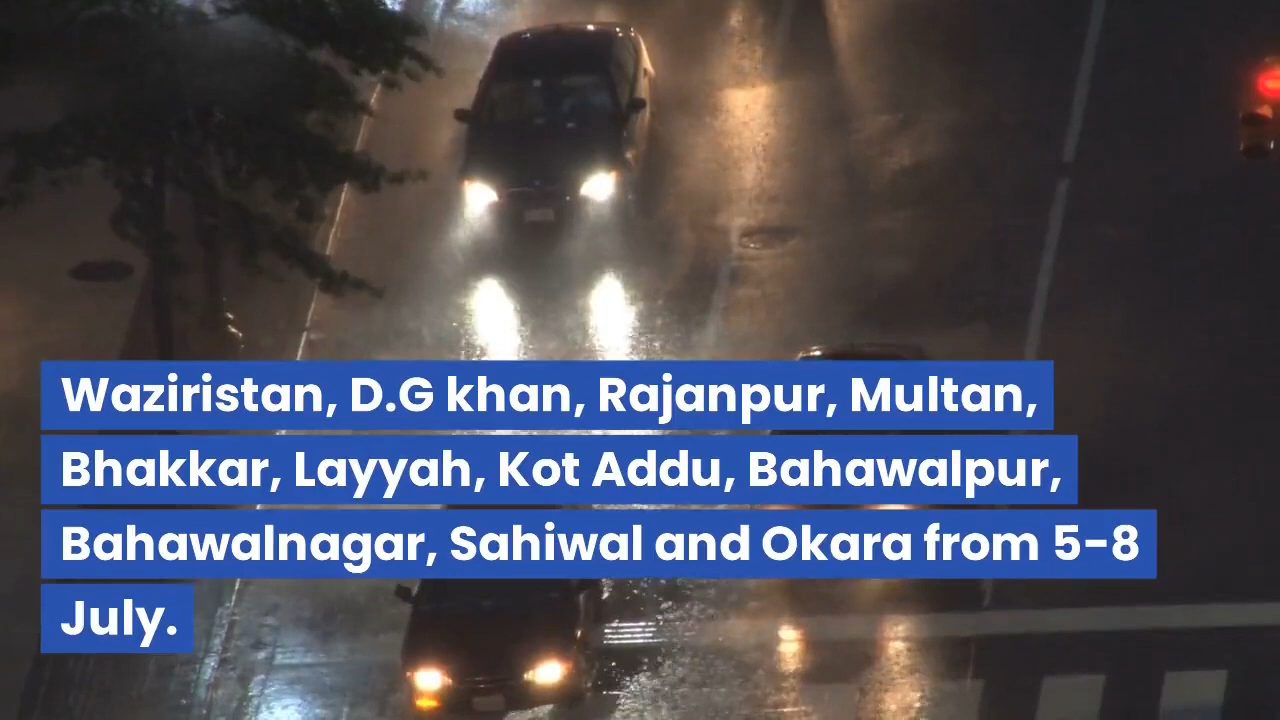 Waziristan, D.G khan, Rajanpur, Multan,
Bhakkar, Layyah, Kot Addu, Bahawalpur,
Bahawalnagar, Sahiwal and Okara from 5-8
July.